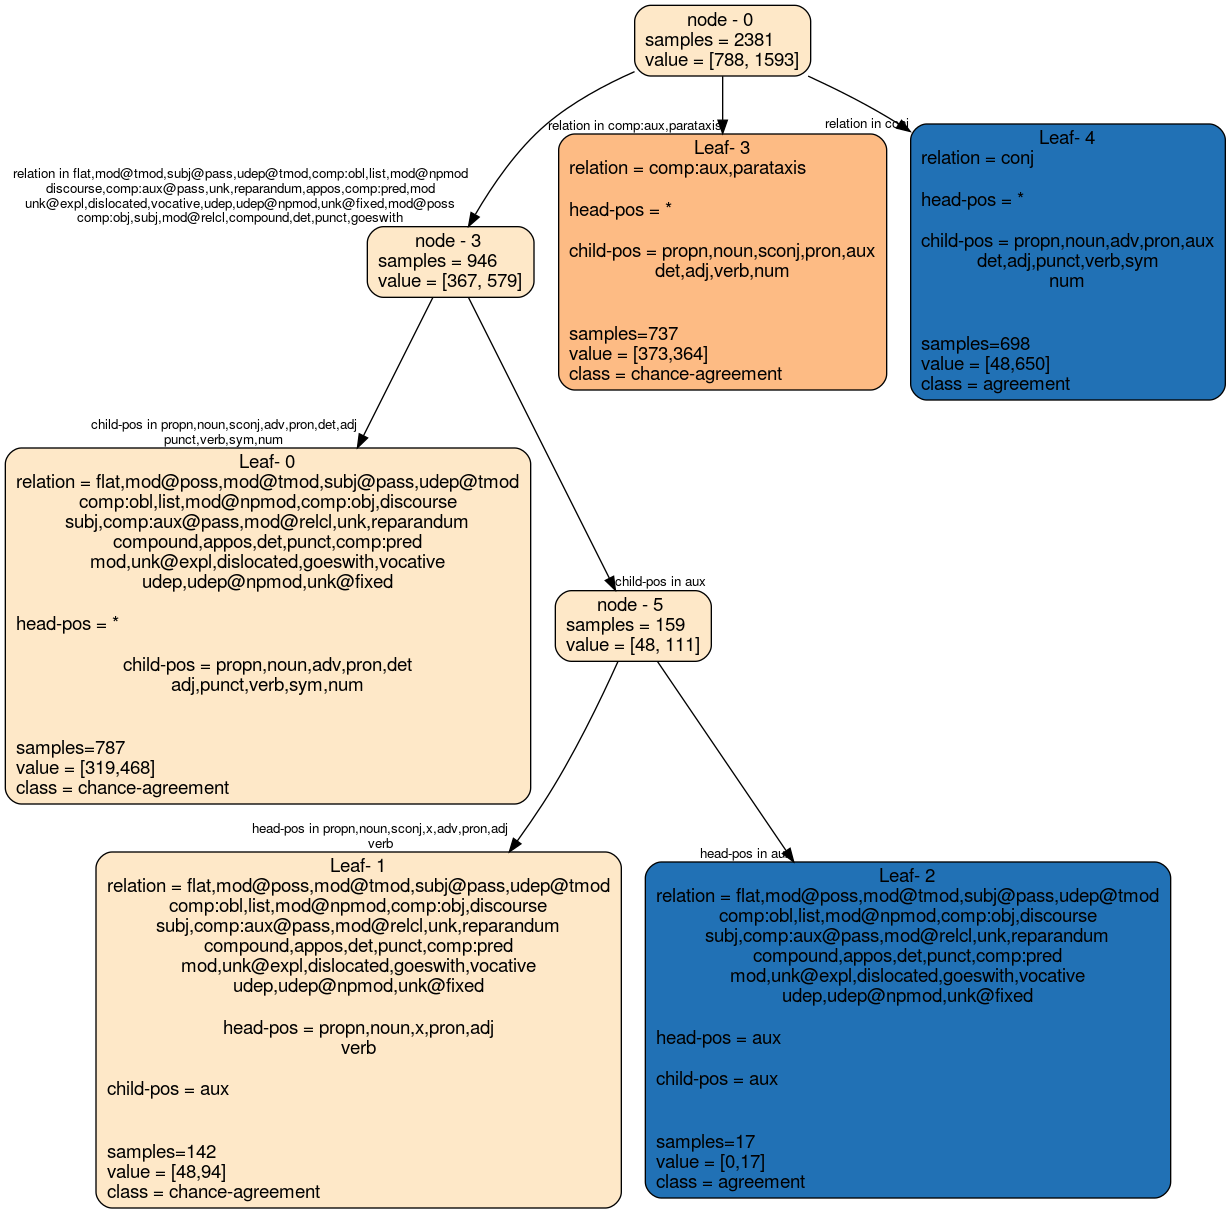 node - 0
samples = 2381
value = [788, 1593]
relation in comp:aux,parataxis
relation in conj
Leaf- 3
relation = comp:aux,parataxis
head-pos = *
child-pos = propn,noun,sconj,pron,aux
det,adj,verb,num
samples=737
value = [373,364]
class = chance-agreement
Leaf- 4
relation = conj
head-pos = *
child-pos = propn,noun,adv,pron,aux
det,adj,punct,verb,sym
num
samples=698
value = [48,650]
class = agreement
relation in flat,mod@tmod,subj@pass,udep@tmod,comp:obl,list,mod@npmod
discourse,comp:aux@pass,unk,reparandum,appos,comp:pred,mod
unk@expl,dislocated,vocative,udep,udep@npmod,unk@fixed,mod@poss
comp:obj,subj,mod@relcl,compound,det,punct,goeswith
node - 3
samples = 946
value = [367, 579]
child-pos in propn,noun,sconj,adv,pron,det,adj
punct,verb,sym,num
Leaf- 0
relation = flat,mod@poss,mod@tmod,subj@pass,udep@tmod
comp:obl,list,mod@npmod,comp:obj,discourse
subj,comp:aux@pass,mod@relcl,unk,reparandum
compound,appos,det,punct,comp:pred
mod,unk@expl,dislocated,goeswith,vocative
udep,udep@npmod,unk@fixed
head-pos = *
child-pos = propn,noun,adv,pron,det
adj,punct,verb,sym,num
samples=787
value = [319,468]
class = chance-agreement
child-pos in aux
node - 5
samples = 159
value = [48, 111]
head-pos in propn,noun,sconj,x,adv,pron,adj
verb
Leaf- 1
relation = flat,mod@poss,mod@tmod,subj@pass,udep@tmod
comp:obl,list,mod@npmod,comp:obj,discourse
subj,comp:aux@pass,mod@relcl,unk,reparandum
compound,appos,det,punct,comp:pred
mod,unk@expl,dislocated,goeswith,vocative
udep,udep@npmod,unk@fixed
head-pos = propn,noun,x,pron,adj
verb
child-pos = aux
samples=142
value = [48,94]
class = chance-agreement
head-pos in aux
Leaf- 2
relation = flat,mod@poss,mod@tmod,subj@pass,udep@tmod
comp:obl,list,mod@npmod,comp:obj,discourse
subj,comp:aux@pass,mod@relcl,unk,reparandum
compound,appos,det,punct,comp:pred
mod,unk@expl,dislocated,goeswith,vocative
udep,udep@npmod,unk@fixed
head-pos = aux
child-pos = aux
samples=17
value = [0,17]
class = agreement